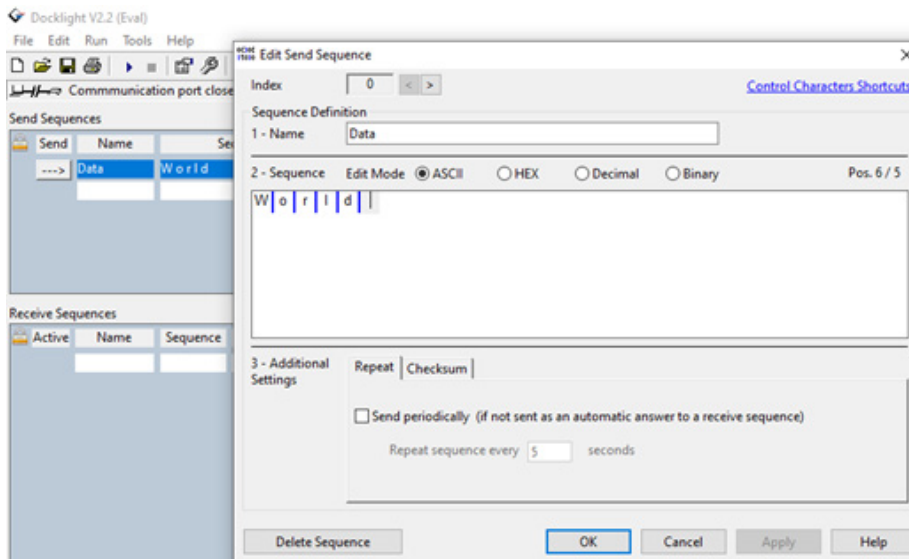 Docklight V2.2 (Eval)
File Edit Run Tools Help
Commmunication port close
Send Sequences
Send Name Se
---> Data World
Receive Sequences
Active Name Sequence
Edit Send Sequence
Index 0 < > Control Characters Shortcuts
Sequence Definition
1 - Name Data
2 - Sequence Edit Mode ASCII HEX Decimal Binary Pos. 6 / 5
World
3 - Additional Settings
Repeat Checksum
Send periodically (if not sent as an automatic answer to a receive sequence)
Repeat sequence every 5 seconds
Delete Sequence OK Cancel Apply Help